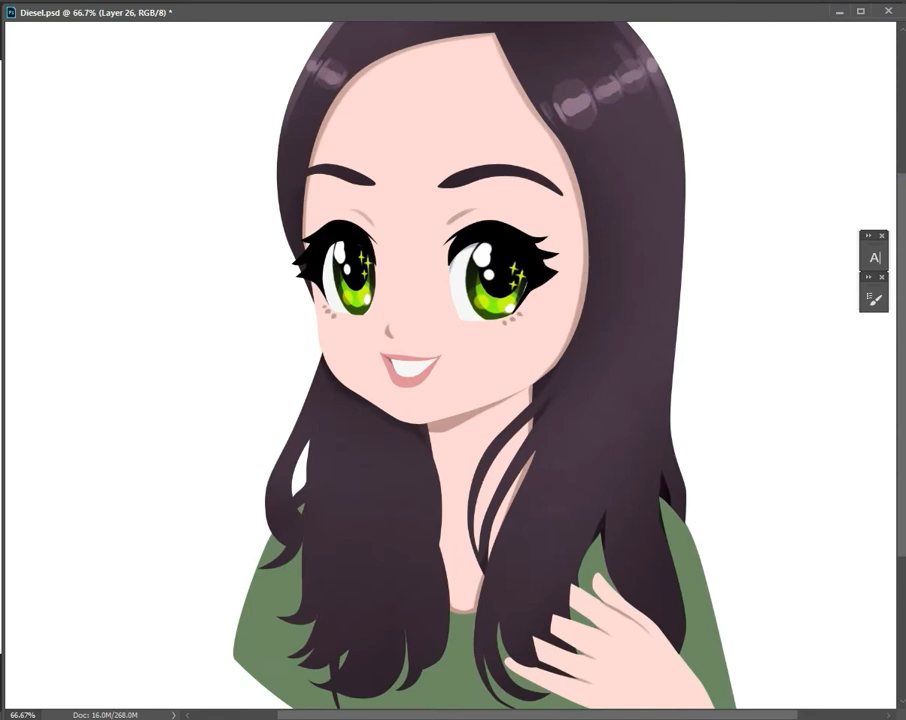 Diesel.psd @ 66.7% (Layer 26, RGB/8) *
A
66.67%
Doc: 16.0M/268.0M